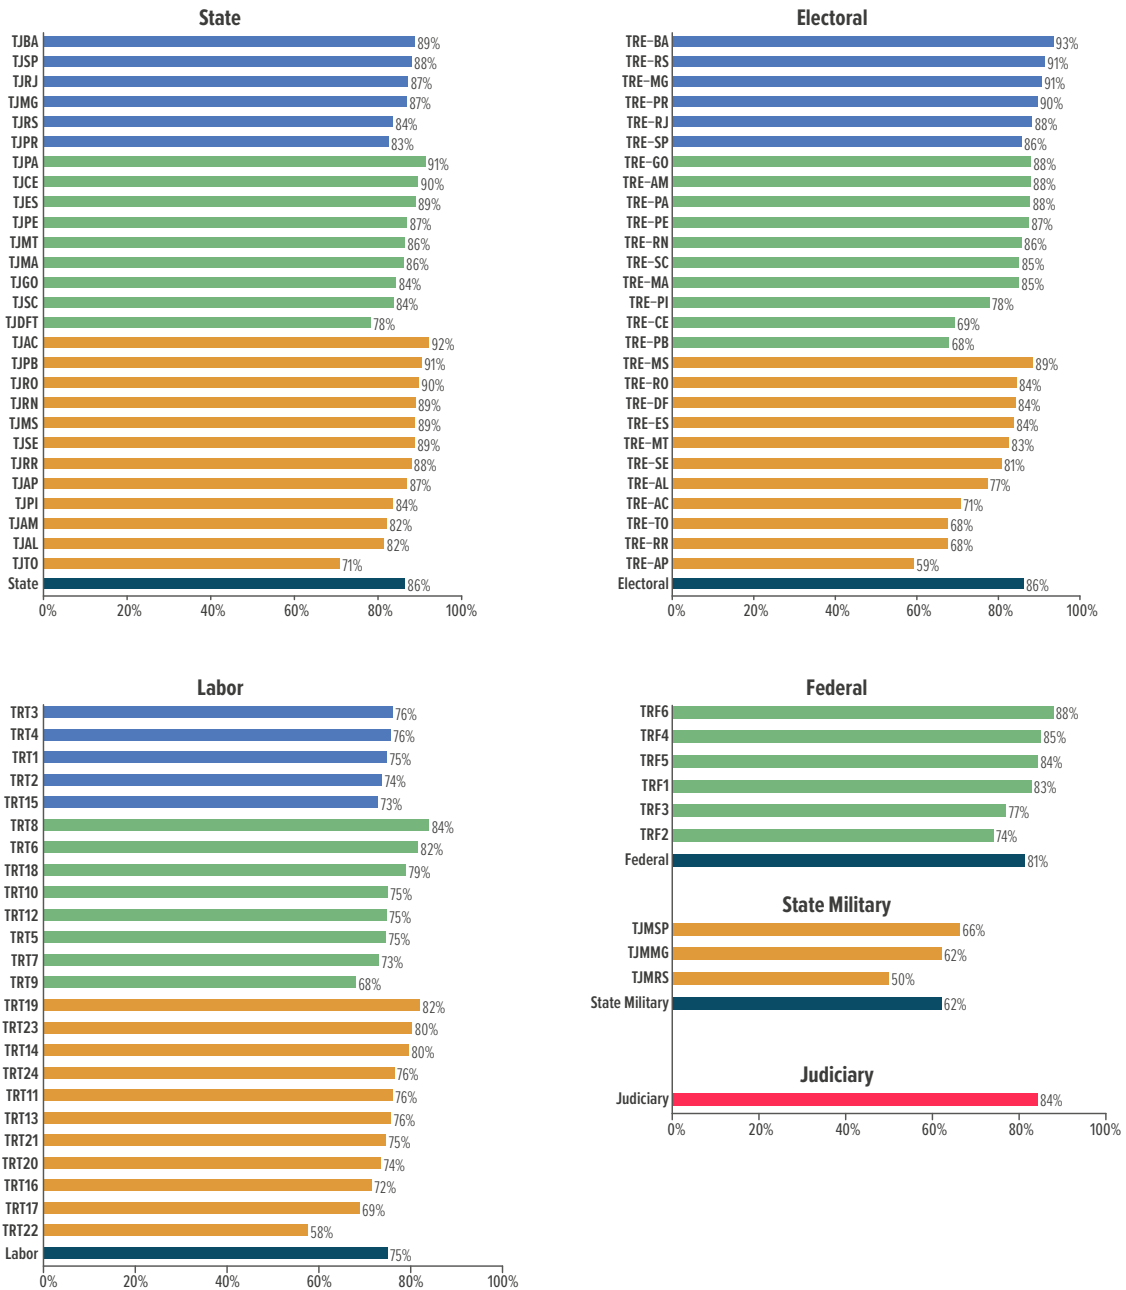 State
TJBA 89%
TJSP 88%
TJRJ 87%
TJMG 87%
TJRS 84%
TJPR 83%
TJPA 91%
TJCE 90%
TJES 89%
TJPE 87%
TJMT 86%
TJMA 86%
TJGO 84%
TJSC 84%
TJDFT 78%
TJAC 92%
TJPB 91%
TJRO 90%
TJRN 89%
TJMS 89%
TJSE 89%
TJRR 88%
TJAP 87%
TJPI 84%
TJAM 82%
TJAL 82%
TJTO 71%
State 86%
0% 20% 40% 60% 80% 100%
Electoral
TRE-BA 93%
TRE-RS 91%
TRE-MG 91%
TRE-PR 90%
TRE-RJ 88%
TRE-SP 86%
TRE-GO 88%
TRE-AM 88%
TRE-PA 88%
TRE-PE 87%
TRE-RN 86%
TRE-SC 85%
TRE-MA 85%
TRE-PI 78%
TRE-CE 69%
TRE-PB 68%
TRE-MS 89%
TRE-RO 84%
TRE-DF 84%
TRE-ES 84%
TRE-MT 83%
TRE-SE 81%
TRE-AL 77%
TRE-AC 71%
TRE-TO 68%
TRE-RR 68%
TRE-AP 59%
Electoral 86%
0% 20% 40% 60% 80% 100%
Labor
TRT3 76%
TRT4 76%
TRT1 75%
TRT2 74%
TRT15 73%
TRT8 84%
TRT6 82%
TRT18 79%
TRT10 75%
TRT12 75%
TRT5 75%
TRT7 73%
TRT9 68%
TRT19 82%
TRT23 80%
TRT14 80%
TRT24 76%
TRT11 76%
TRT13 76%
TRT21 75%
TRT20 74%
TRT16 72%
TRT17 69%
TRT22 58%
Labor 75%
0% 20% 40% 60% 80% 100%
Federal
TRF6 88%
TRF4 85%
TRF5 84%
TRF1 83%
TRF3 77%
TRF2 74%
Federal 81%
State Military
TJMSP 66%
TJMMG 62%
TJMRS 50%
State Military 62%
Judiciary
Judiciary 84%
0% 20% 40% 60% 80% 100%